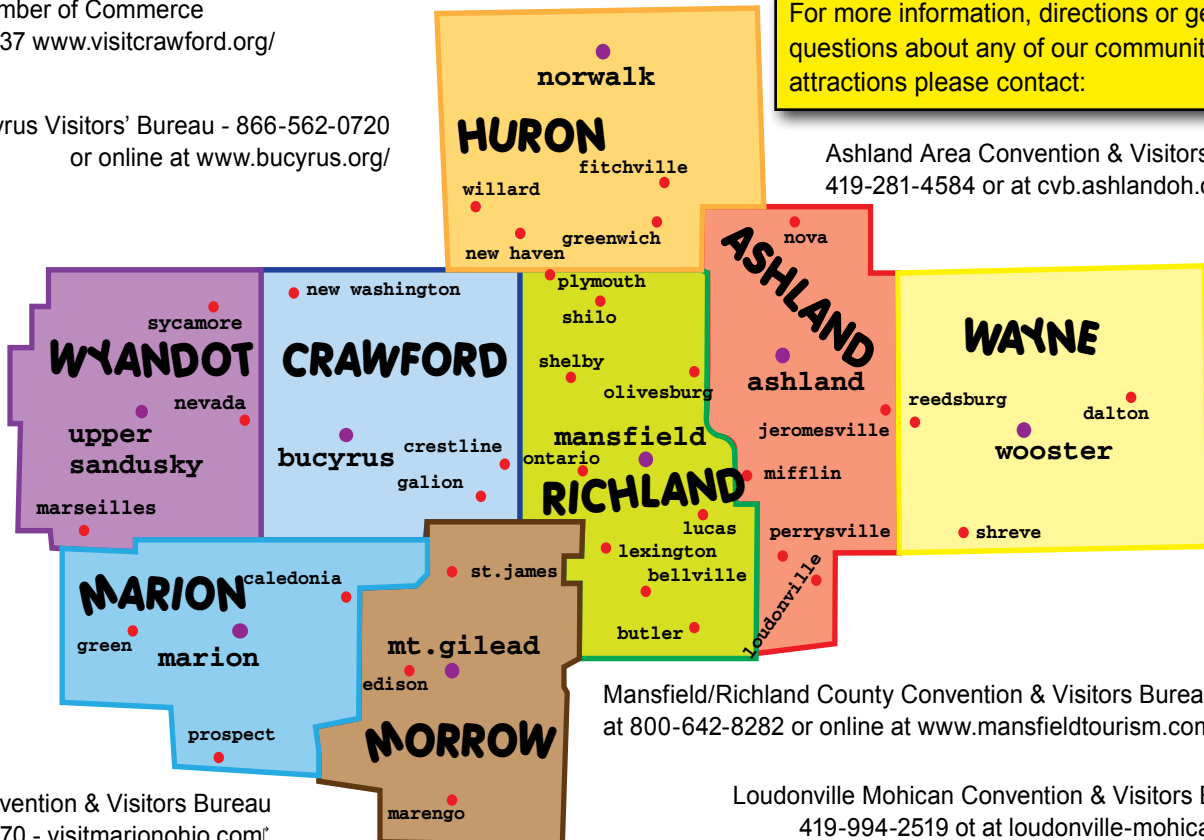 mber of Commerce
37 www.visitcrawford.org/
yrus Visitors' Bureau - 866-562-0720
or online at www.bucyrus.org/
For more information, directions or ge
questions about any of our communit
attractions please contact:
Ashland Area Convention & Visitors
419-281-4584 or at cvb.ashlandoh.c
norwalk
HURON
fitchville
willard
greenwich
new haven
nova
ASHLAND
ashland
jeromesville
mifflin
perrysville
loudonville
plymouth
shilo
shelby
olivesburg
mansfield
ontario
RICHLAND
lucas
lexington
bellville
butler
new washington
CRAWFORD
crestline
bucyrus
galion
sycamore
WYANDOT
nevada
upper
sandusky
marseilles
WAYNE
reedsburg
dalton
wooster
shreve
MARION
caledonia
green
marion
prospect
st.james
mt.gilead
edison
MORROW
marengo
Mansfield/Richland County Convention & Visitors Burea
at 800-642-8282 or online at www.mansfieldtourism.com
Loudonville Mohican Convention & Visitors B
419-994-2519 ot at loudonville-mohica
vention & Visitors Bureau
70 - visitmarionohio.com